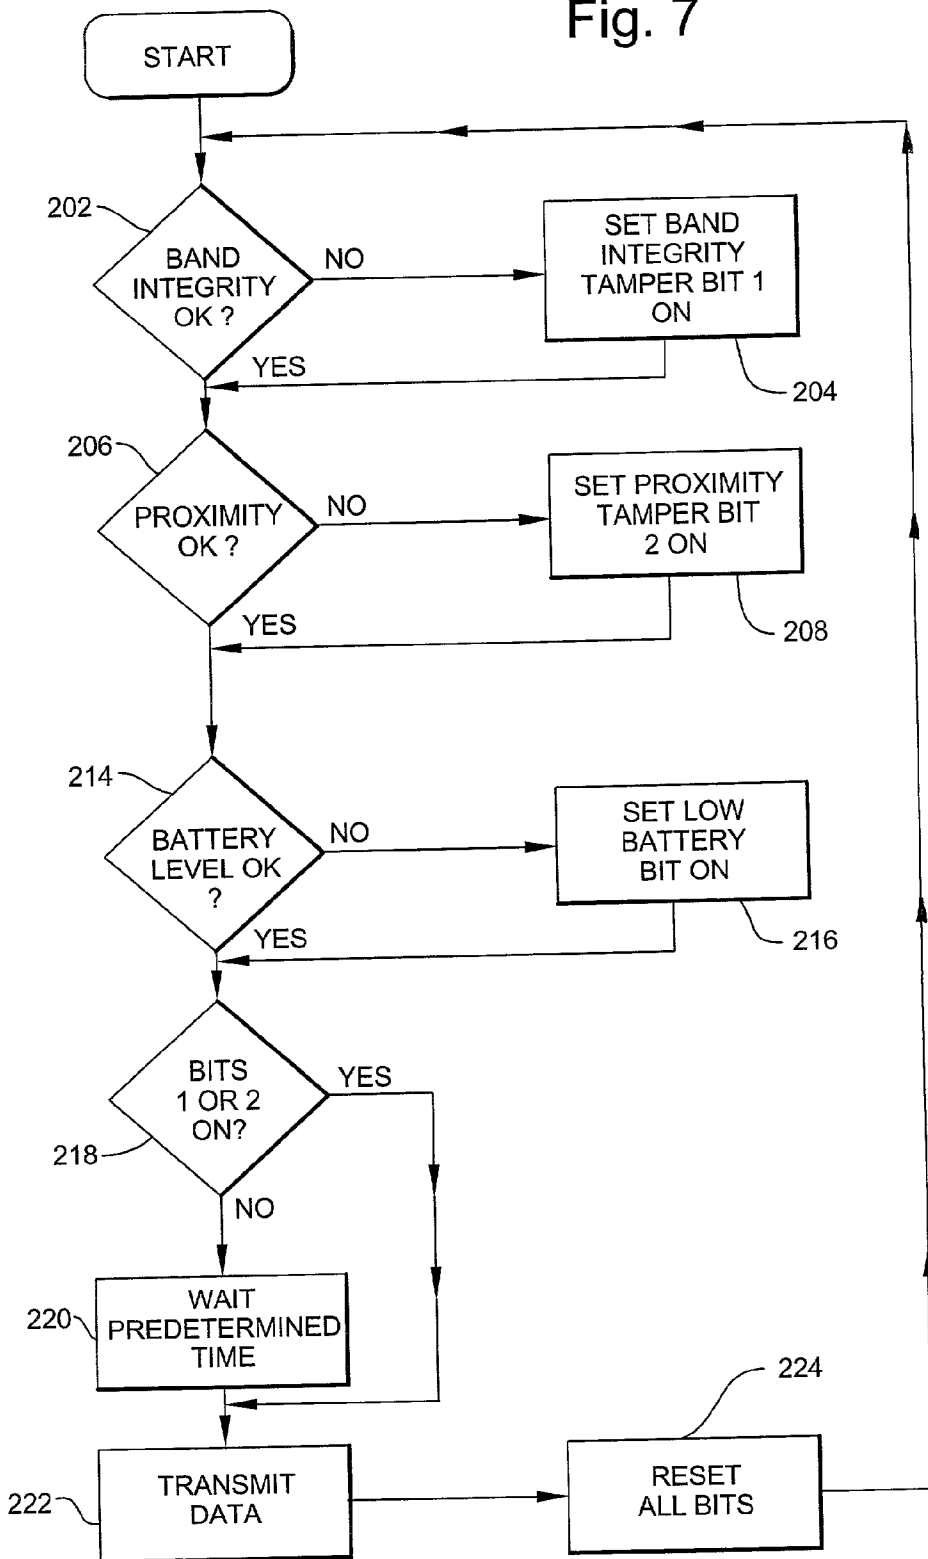 Fig. 7
START
202
BAND
INTEGRITY
OK ?
NO
SET BAND
INTEGRITY
TAMPER BIT 1
ON
YES
204
206
PROXIMITY
OK ?
NO
SET PROXIMITY
TAMPER BIT
2 ON
YES
208
214
BATTERY
LEVEL OK
?
NO
SET LOW
BATTERY
BIT ON
YES
216
BITS
1 OR 2
ON?
YES
218
NO
220
WAIT
PREDETERMINED
TIME
224
222
TRANSMIT
DATA
RESET
ALL BITS